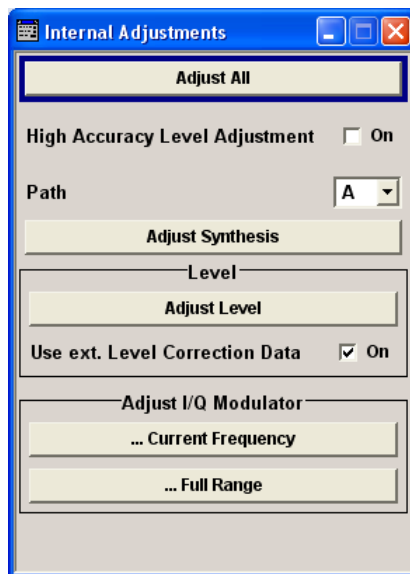 Internal Adjustments
Adjust All
High Accuracy Level Adjustment On
Path A
Adjust Synthesis
Level
Adjust Level
Use ext. Level Correction Data On
Adjust I/Q Modulator
... Current Frequency
... Full Range